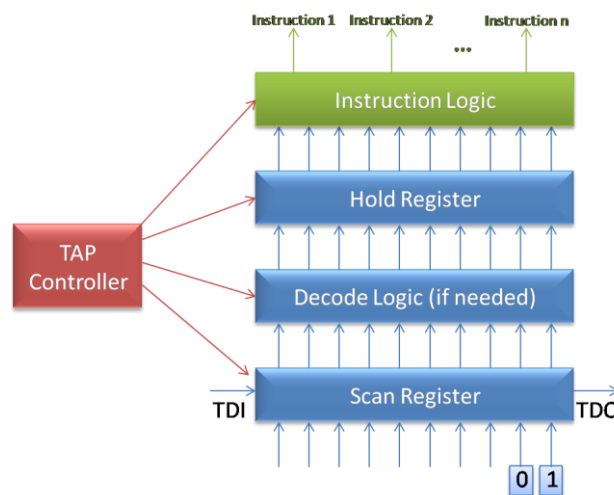 Instruction 1 Instruction 2 ... Instruction n
Instruction Logic
Hold Register
TAP
Controller
Decode Logic (if needed)
Scan Register
TDI
TDO
0 1